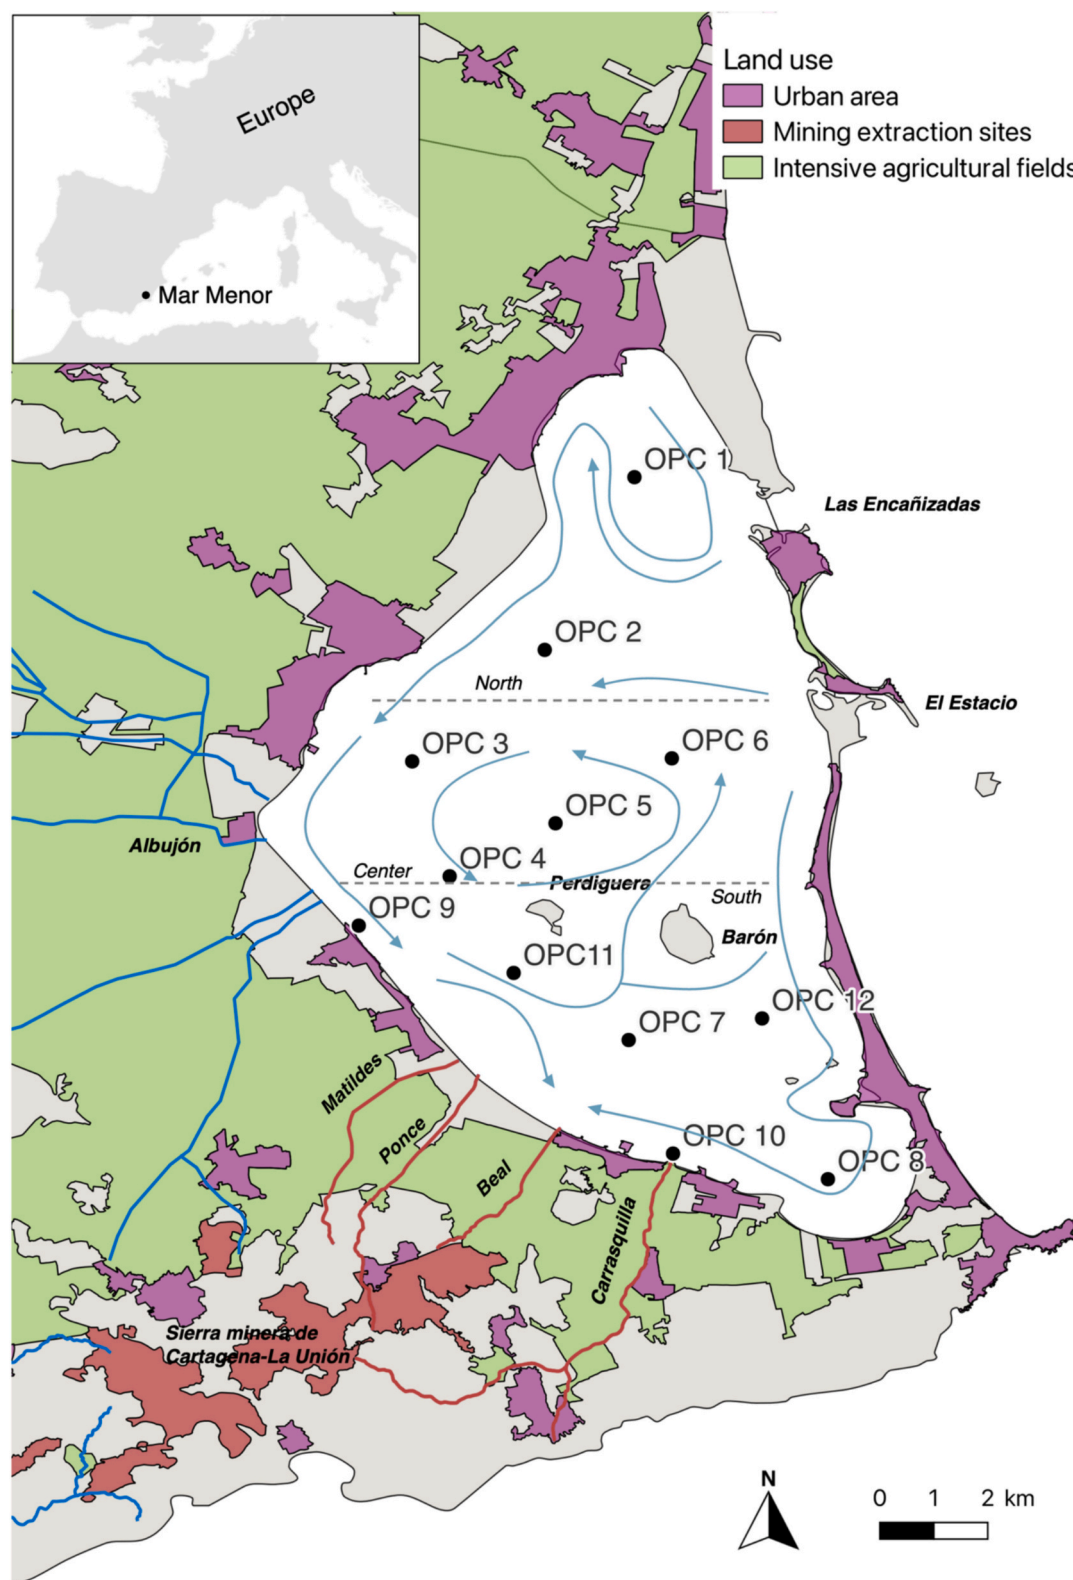 Europe
Mar Menor
Land use
Urban area
Mining extraction sites
Intensive agricultural fields
OPC 1
Las Encañizadas
OPC 2
North
El Estacio
OPC 3
OPC 6
OPC 5
Albujón
OPC 4
Center
Perdiguera
South
OPC 9
Barón
OPC11
OPC 12
OPC 7
Matildes
Ponce
OPC 10
Beal
OPC 8
Carrasquilla
Sierra minera de
Cartagena-La Unión
N
0 1 2 km